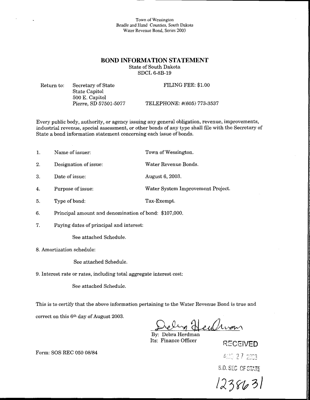 Town of Wessington
Beadle and Hand Counties, South Dakota
Water Revenue Bond, Series 2003
BOND INFORMATION STATEMENT
State of South Dakota
SDCL 6-8B-19
Return to: Secretary of State FILING FEE: $1.00
State Capitol
500 E. Capitol
Pierre, SD 57501-5077 TELEPHONE: #(605) 773-3537
Every public body, authority, or agency issuing any general obligation, revenue, improvements,
industrial revenue, special assessment, or other bonds of any type shall file with the Secretary of
State a bond information statement concerning each issue of bonds.
1. Name of issuer: Town of Wessington.
2. Designation of issue: Water Revenue Bonds.
3. Date of issue: August 6, 2003.
4. Purpose of issue: Water System Improvement Project.
5. Type of bond: Tax-Exempt.
6. Principal amount and denomination of bond: $107,000.
7. Paying dates of principal and interest:
See attached Schedule.
8. Amortization schedule:
See attached Schedule.
9. Interest rate or rates, including total aggregate interest cost:
See attached Schedule.
This is to certify that the above information pertaining to the Water Revenue Bond is true and
correct on this 6th day of August 2003.
By: Debra Herdman
Its: Finance Officer
RECEIVED
Form: SOS REC 050 08/84
AUG 27 2003
S.D. SEC OF STATE
1238631